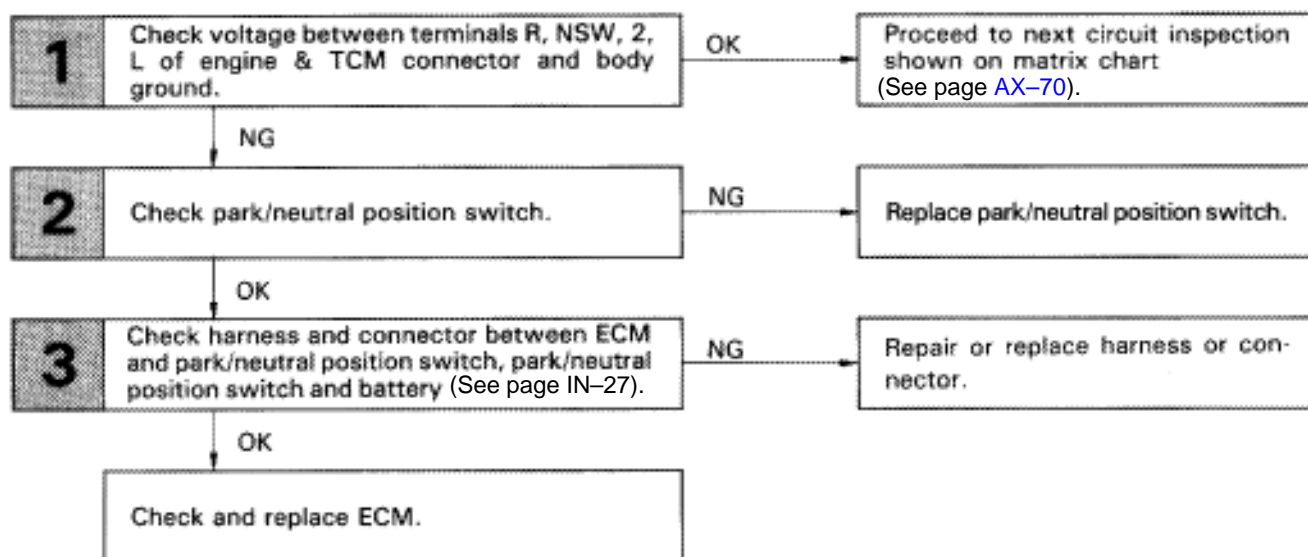 1
Check voltage between terminals R, NSW, 2,
L of engine & TCM connector and body
ground.
OK
Proceed to next circuit inspection
shown on matrix chart
(See page AX–70).
NG
2
Check park/neutral position switch.
NG
Replace park/neutral position switch.
OK
3
Check harness and connector between ECM
and park/neutral position switch, park/neutral
position switch and battery (See page IN–27).
NG
Repair or replace harness or con-
nector.
OK
Check and replace ECM.